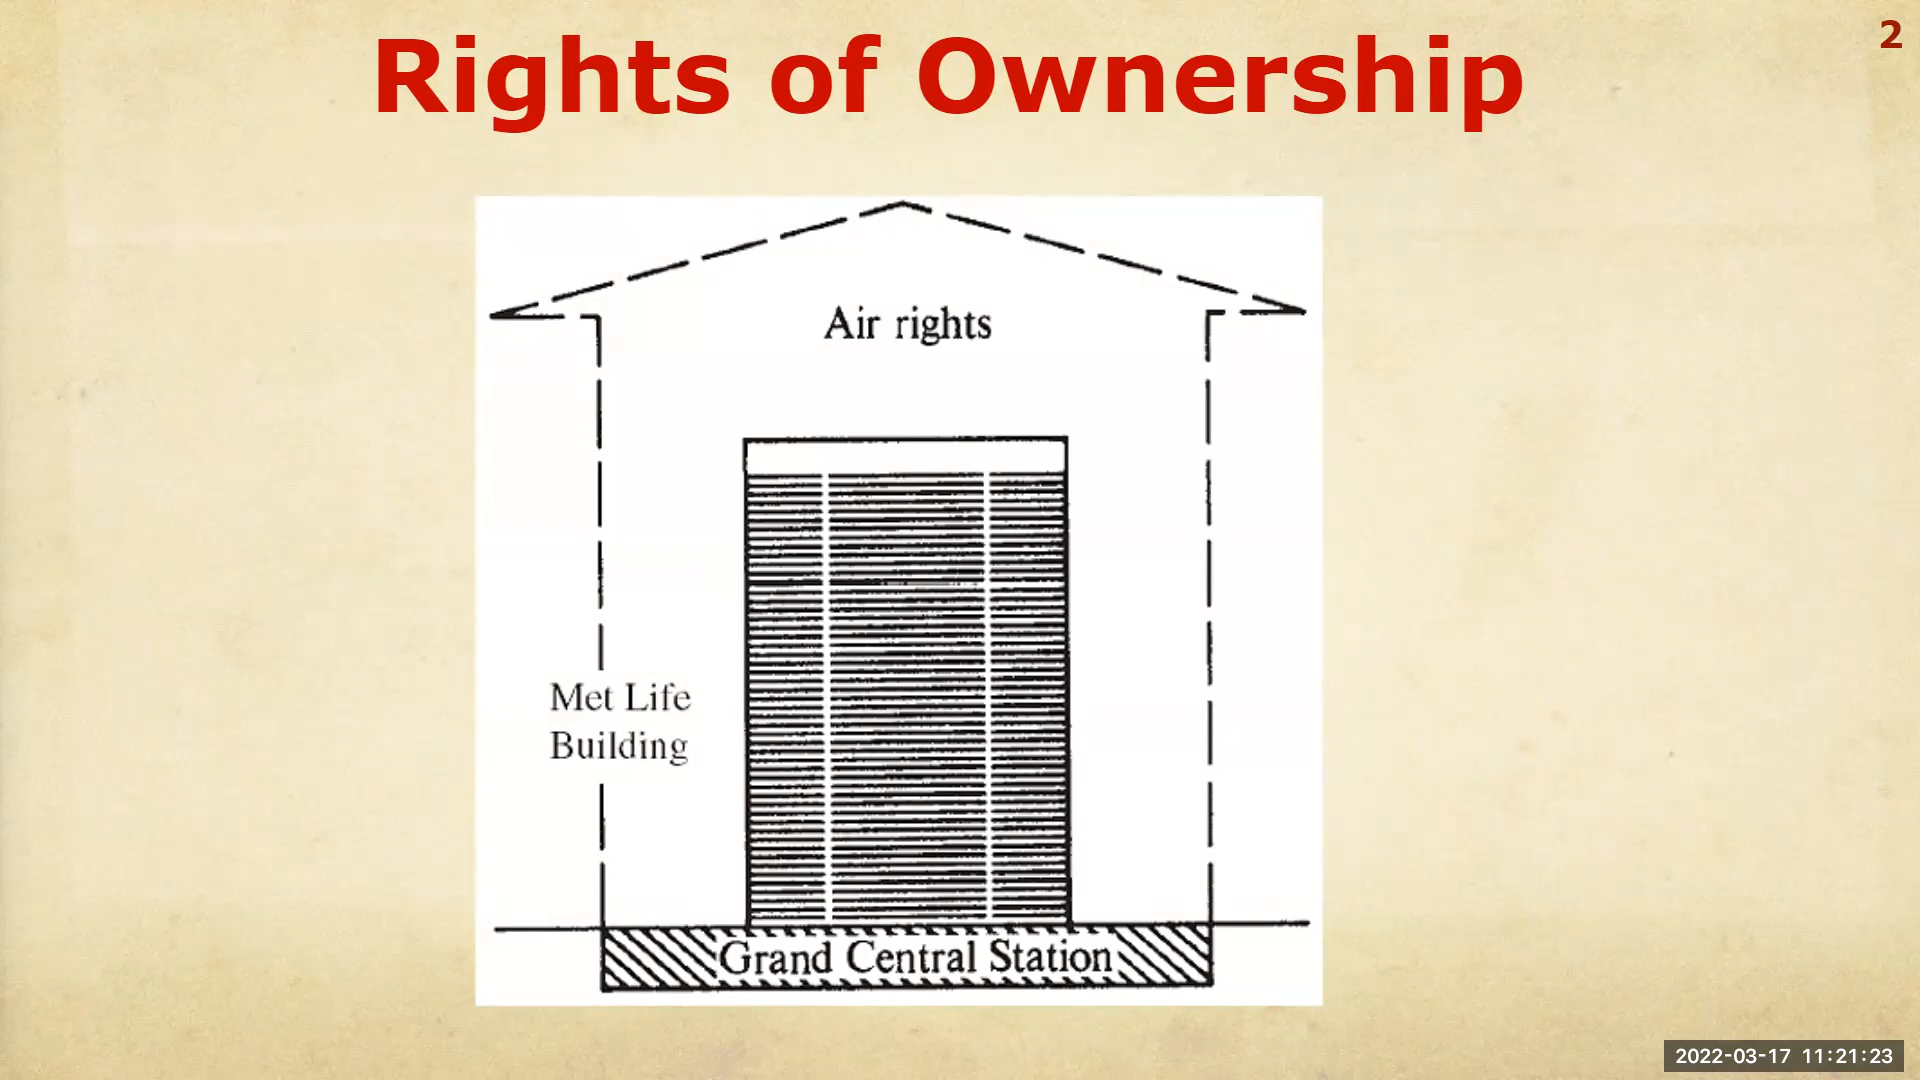 Rights of Ownership
2
Air rights
Met Life
Building
Grand Central Station
2022-03-17 11:21:23